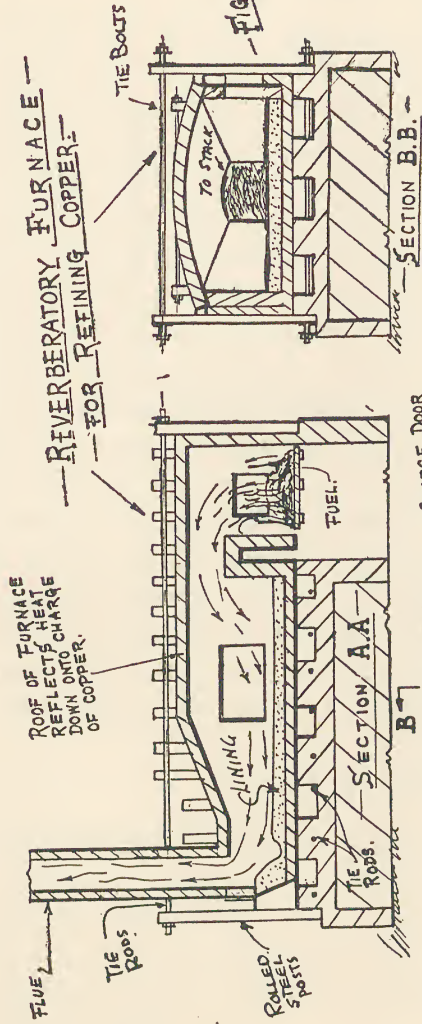 —RIVERBERATORY FURNACE—
—FOR REFINING COPPER:—
ROOF OF FURNACE
REFLECTS HEAT
DOWN ONTO CHARGE
OF COPPER.
FLUE
TIE
RODS
ROLLED
STEEL
POSTS
LINING
FUEL.
TIE
RODS.
—SECTION A.A—
B
TIE BOLTS
TO STACK
—SECTION B.B.—
—FIG